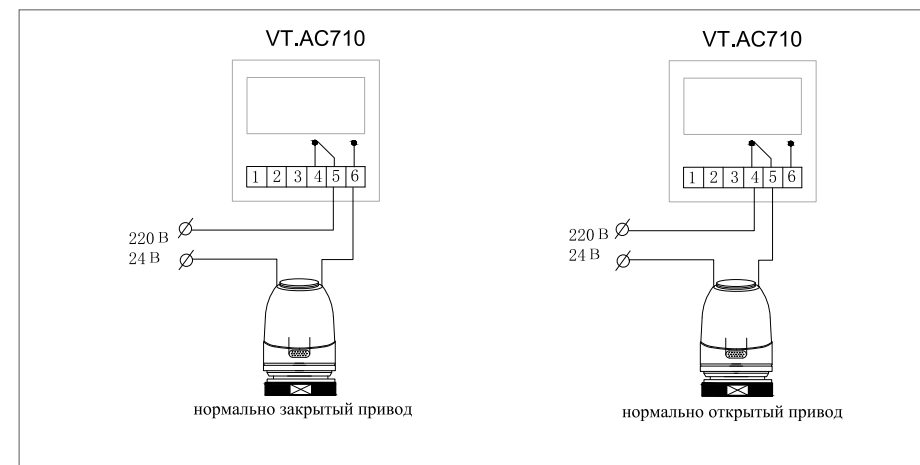 VT.AC710
1 2 3 4 5 6
220 В
24 В
нормально закрытый привод
VT.AC710
1 2 3 4 5 6
220 В
24 В
нормально открытый привод